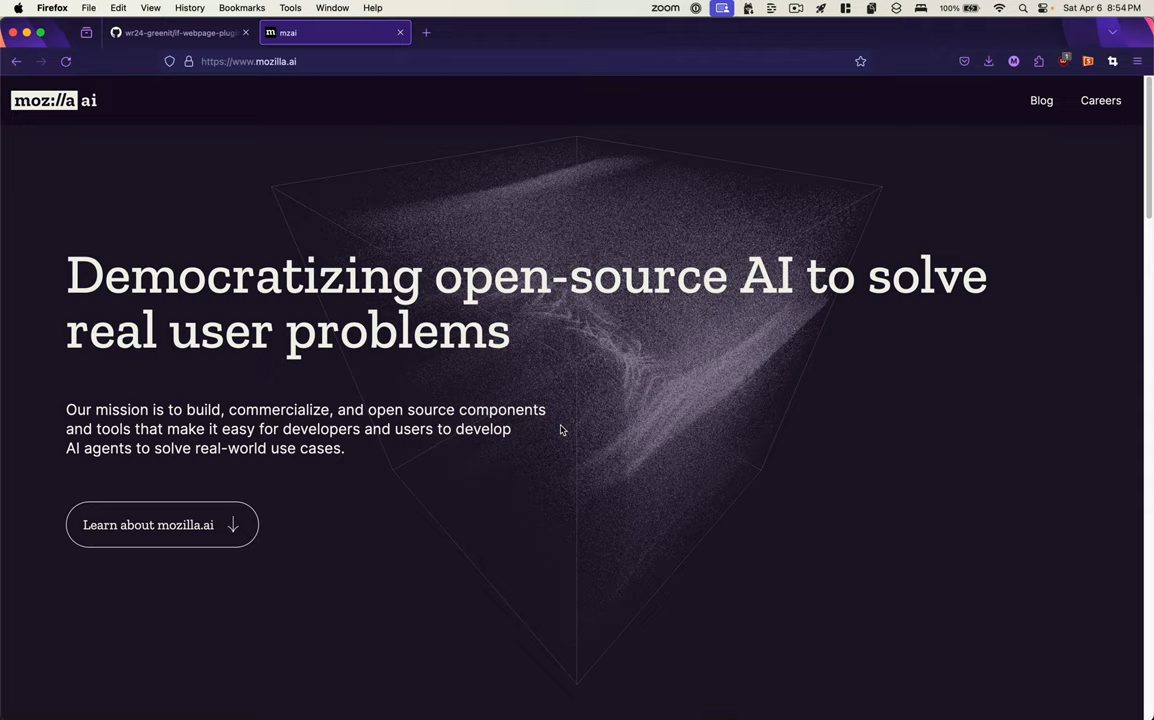 Firefox File Edit View History Bookmarks Tools Window Help zoom 100% Sat Apr 6 8:54 PM
wr24-greenit/if-webpage-plugi mzai
https://www.mozilla.ai
moz://a ai Blog Careers
Democratizing open-source AI to solve
real user problems
Our mission is to build, commercialize, and open source components
and tools that make it easy for developers and users to develop
AI agents to solve real-world use cases.
Learn about mozilla.ai